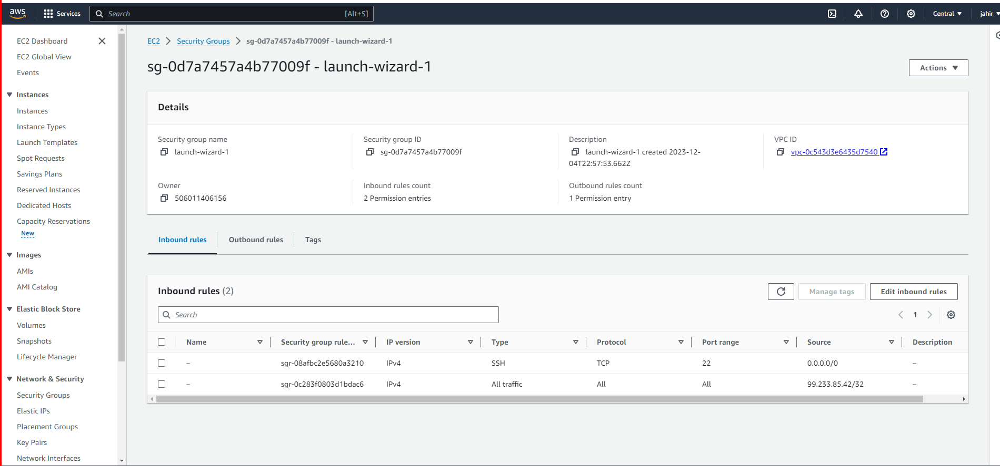 aws Services Search [Alt+S] Central jahir
EC2 Dashboard
EC2 Global View
Events
Instances
Instances
Instance Types
Launch Templates
Spot Requests
Savings Plans
Reserved Instances
Dedicated Hosts
Capacity Reservations
New
Images
AMIs
AMI Catalog
Elastic Block Store
Volumes
Snapshots
Lifecycle Manager
Network & Security
Security Groups
Elastic IPs
Placement Groups
Key Pairs
Network Interfaces
EC2 Security Groups sg-0d7a7457a4b77009f - launch-wizard-1
sg-0d7a7457a4b77009f - launch-wizard-1
Actions
Details
Security group name
launch-wizard-1
Security group ID
sg-0d7a7457a4b77009f
Description
launch-wizard-1 created 2023-12-
04T22:57:53.662Z
VPC ID
vpc-0c543d3e6435d7540
Owner
506011406156
Inbound rules count
2 Permission entries
Outbound rules count
1 Permission entry
Inbound rules Outbound rules Tags
Inbound rules (2)
Manage tags Edit inbound rules
Search
1
Name Security group rule... IP version Type Protocol Port range Source Description
– sgr-08afbc2e5680a3210 IPv4 SSH TCP 22 0.0.0.0/0 –
– sgr-0c283f0803d1bdac6 IPv4 All traffic All All 99.233.85.42/32 –